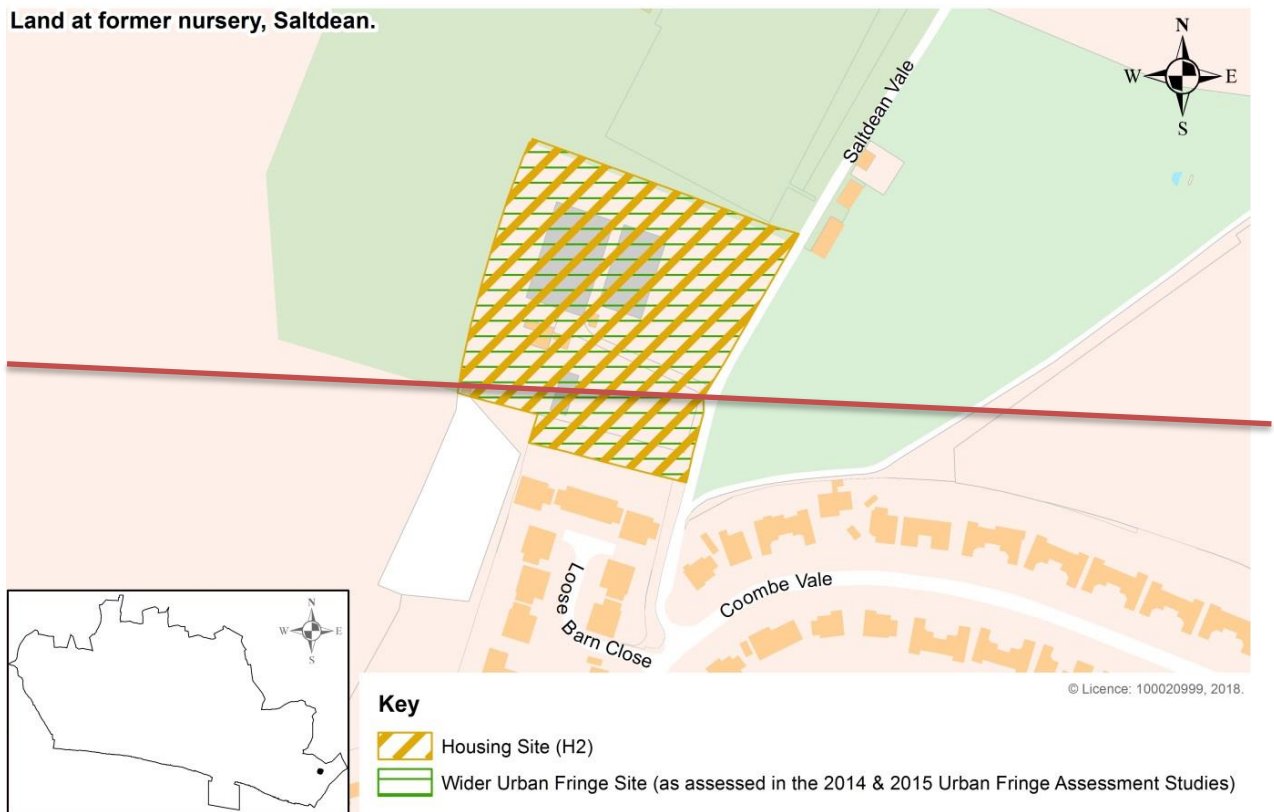 Land at former nursery, Saltdean.
N
W E
S
Saltdean Vale
Coombe Vale
Loose
Barn Close
© Licence: 100020999, 2018.
N
W E
S
Key
Housing Site (H2)
Wider Urban Fringe Site (as assessed in the 2014 & 2015 Urban Fringe Assessment Studies)